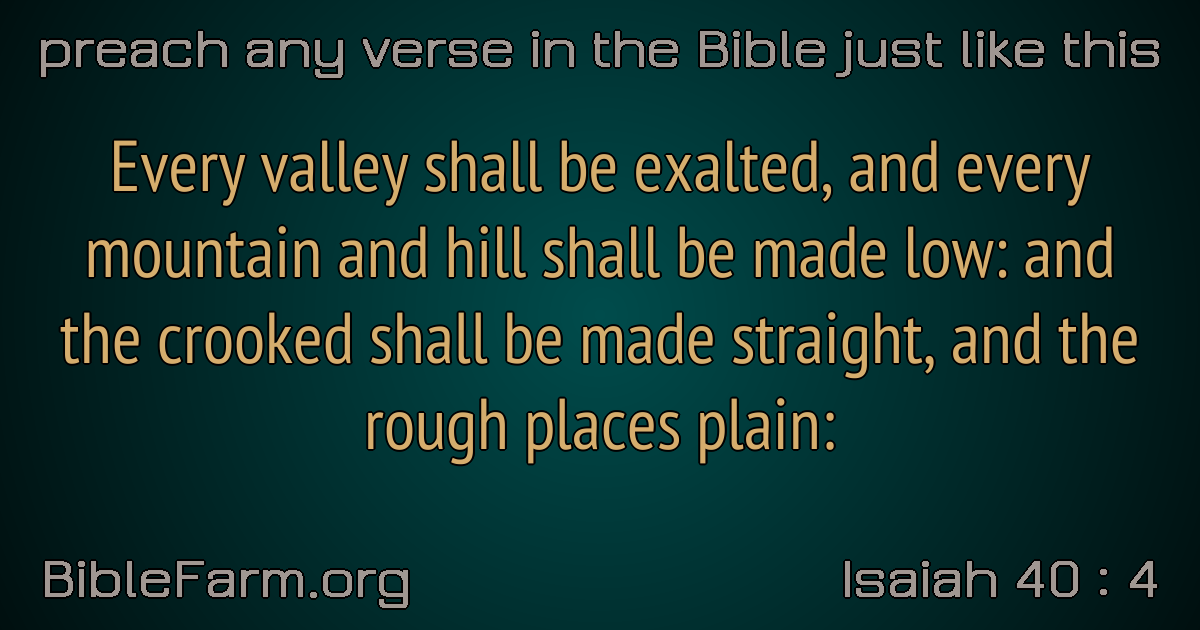 preach any verse in the Bible just like this
Every valley shall be exalted, and every
mountain and hill shall be made low: and
the crooked shall be made straight, and the
rough places plain:
BibleFarm.org
Isaiah 40 : 4